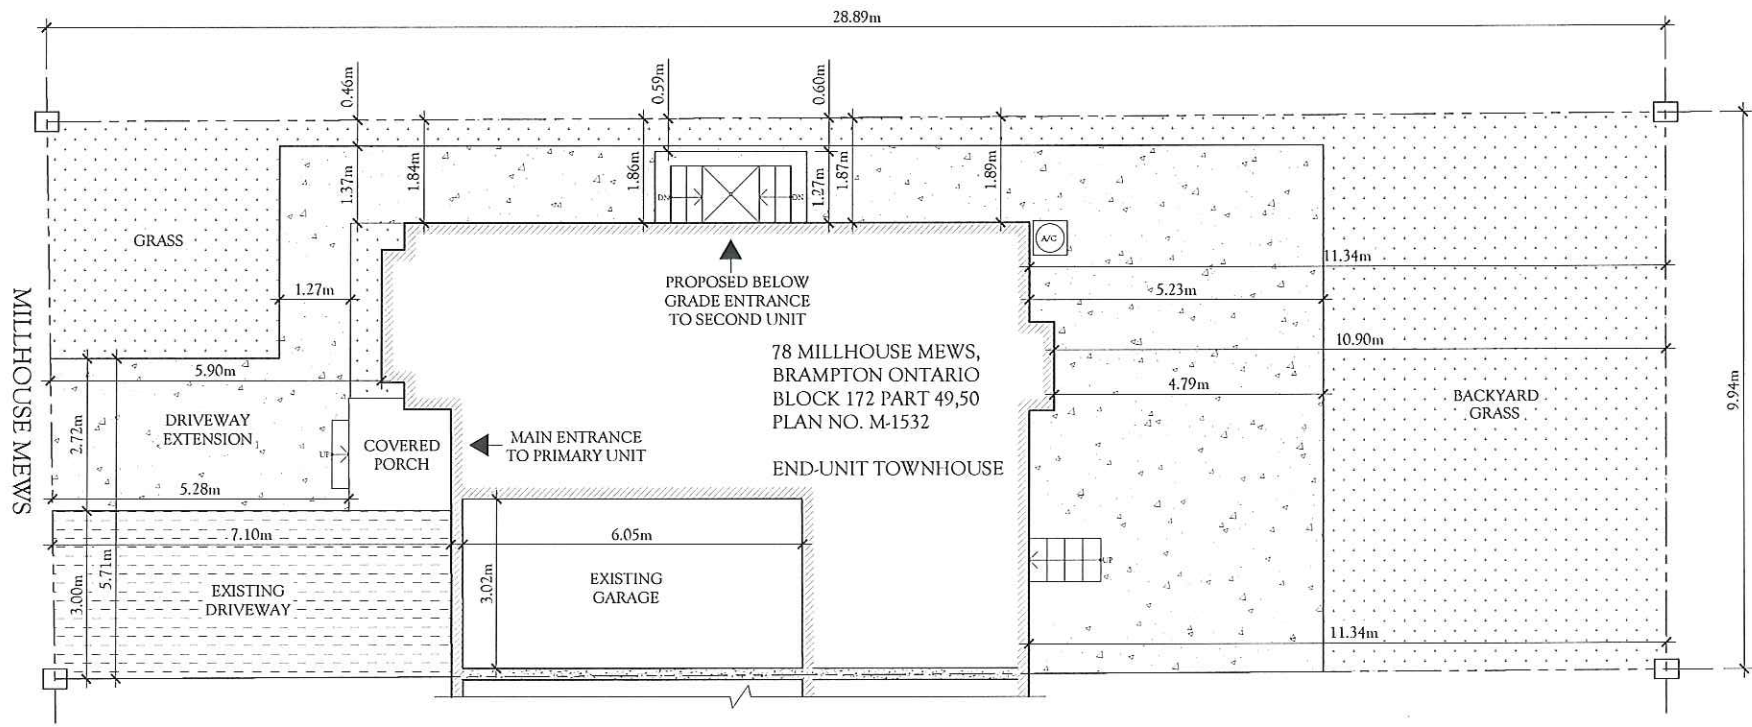 28.89m
0.46m
0.59m
0.60m
1.37m
1.84m
1.86m
1.27m
1.87m
1.89m
DN
DN
GRASS
A/C
11.34m
PROPOSED BELOW
GRADE ENTRANCE
TO SECOND UNIT
1.27m
5.23m
MILLHOUSE MEWS
10.90m
78 MILLHOUSE MEWS,
BRAMPTON ONTARIO
BLOCK 172 PART 49,50
PLAN NO. M-1532
END-UNIT TOWNHOUSE
5.90m
4.79m
9.94m
BACKYARD
GRASS
DRIVEWAY
EXTENSION
2.72m
UP
COVERED
PORCH
MAIN ENTRANCE
TO PRIMARY UNIT
5.28m
7.10m
6.05m
3.00m
5.71m
3.02m
EXISTING
DRIVEWAY
EXISTING
GARAGE
UP
11.34m